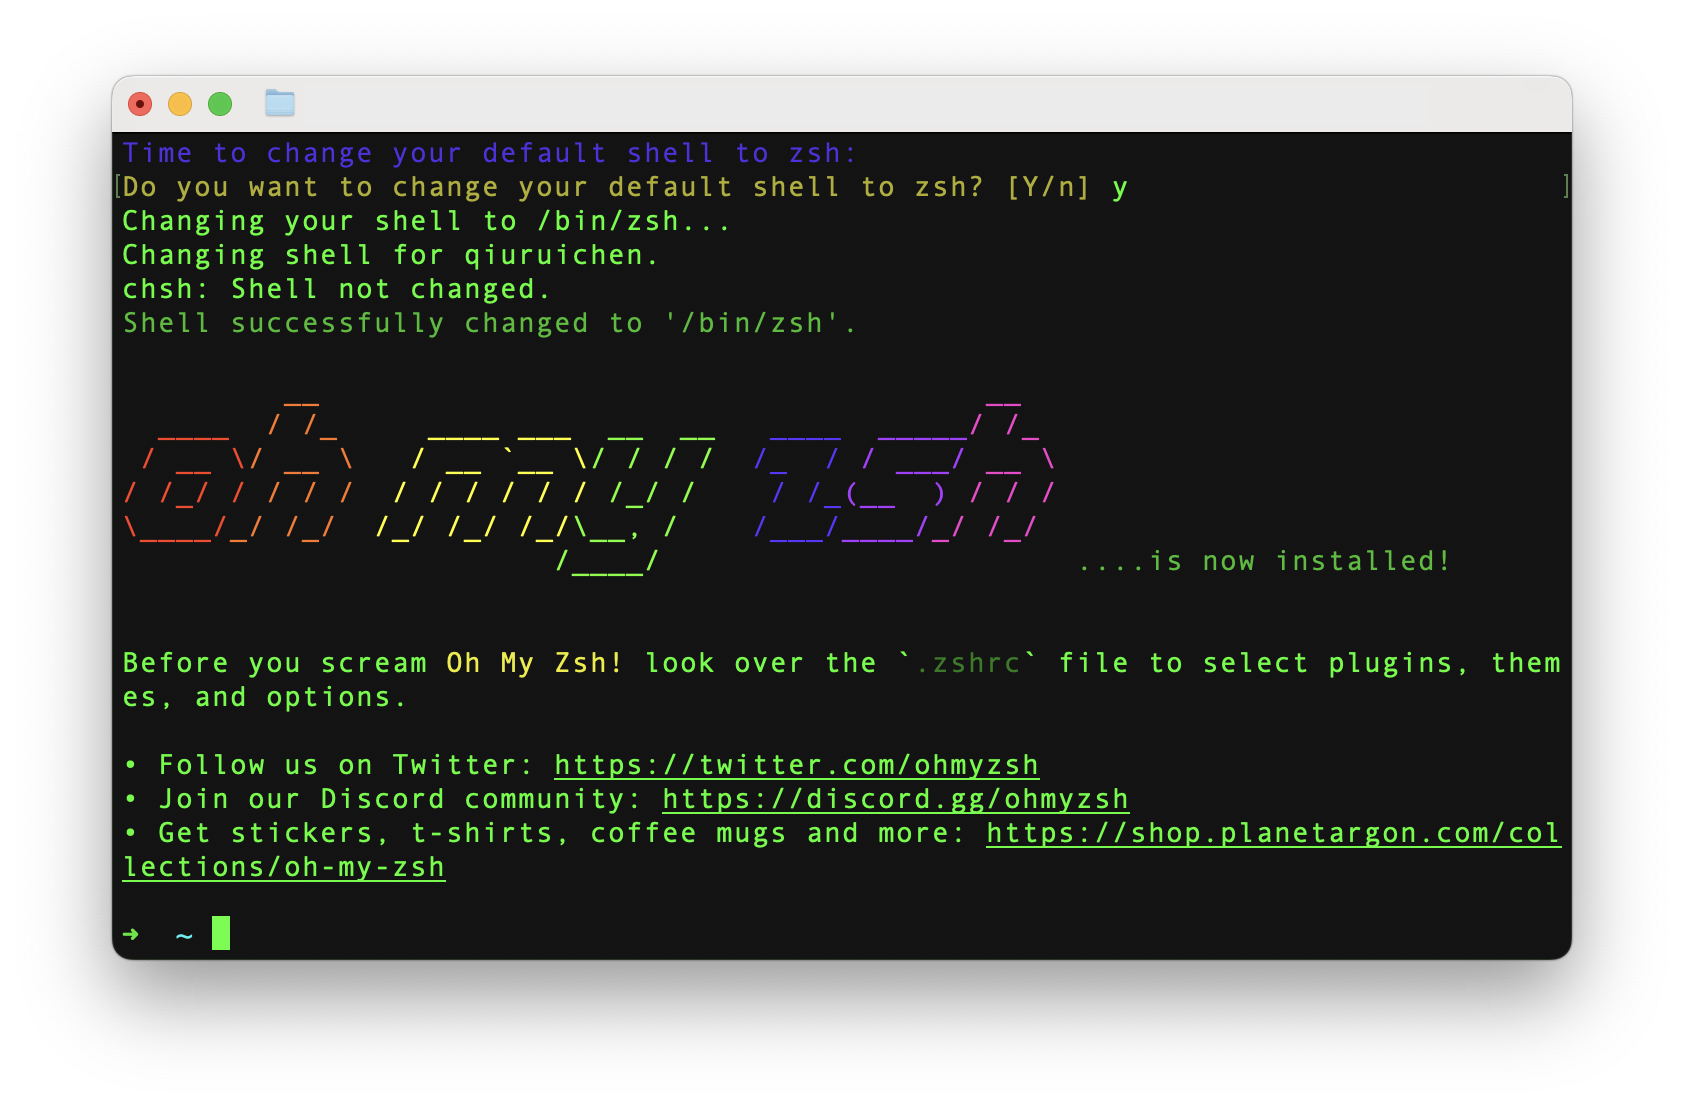 Time to change your default shell to zsh:
[Do you want to change your default shell to zsh? [Y/n] y ]
Changing your shell to /bin/zsh...
Changing shell for qiuruichen.
chsh: Shell not changed.
Shell successfully changed to '/bin/zsh'.
         __                                     __
  ____  / /_     ____ ___  __  __   ____  _____/ /_
 / __ \/ __ \   / __ `__ \/ / / /  /_  / / ___/ __ \
/ /_/ / / / /  / / / / / / /_/ /    / /_(__  ) / / /
\____/_/ /_/  /_/ /_/ /_/\__, /    /___/____/_/ /_/
                        /____/                       ....is now installed!
Before you scream Oh My Zsh! look over the `.zshrc` file to select plugins, them
es, and options.
• Follow us on Twitter: https://twitter.com/ohmyzsh
• Join our Discord community: https://discord.gg/ohmyzsh
• Get stickers, t-shirts, coffee mugs and more: https://shop.planetargon.com/col
lections/oh-my-zsh
➜  ~